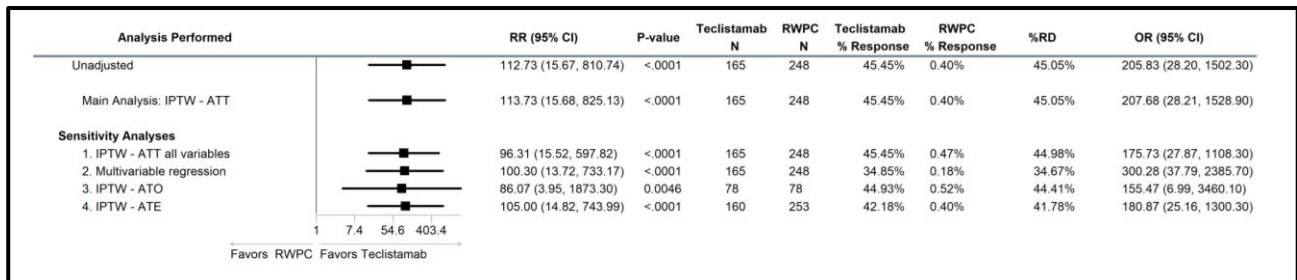 Analysis Performed RR (95% CI) P-value Teclistamab N RWPC N Teclistamab % Response RWPC % Response %RD OR (95% CI)
Unadjusted 112.73 (15.67, 810.74) <.0001 165 248 45.45% 0.40% 45.05% 205.83 (28.20, 1502.30)
Main Analysis: IPTW - ATT 113.73 (15.68, 825.13) <.0001 165 248 45.45% 0.40% 45.05% 207.68 (28.21, 1528.90)
Sensitivity Analyses
1. IPTW - ATT all variables 96.31 (15.52, 597.82) <.0001 165 248 45.45% 0.47% 44.98% 175.73 (27.87, 1108.30)
2. Multivariable regression 100.30 (13.72, 733.17) <.0001 165 248 34.85% 0.18% 34.67% 300.28 (37.79, 2385.70)
3. IPTW - ATO 86.07 (3.95, 1873.30) 0.0046 78 78 44.93% 0.52% 44.41% 155.47 (6.99, 3460.10)
4. IPTW - ATE 105.00 (14.82, 743.99) <.0001 160 253 42.18% 0.40% 41.78% 180.87 (25.16, 1300.30)
1 7.4 54.6 403.4
Favors RWPC Favors Teclistamab